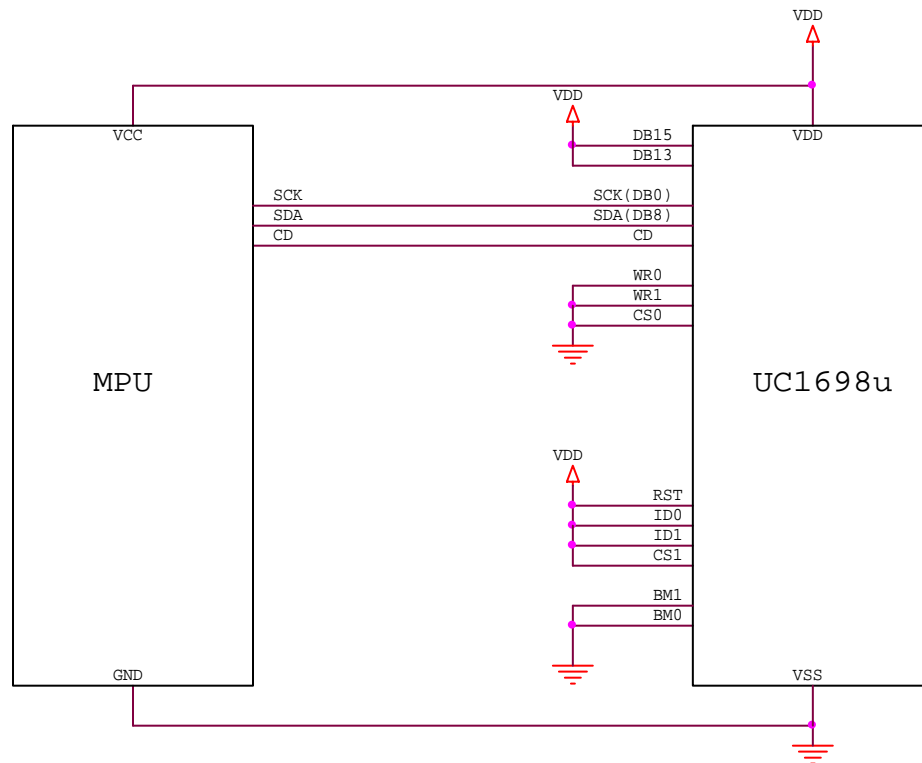 VDD
VCC
VDD
VDD
DB15
DB13
SCK SCK(DB0)
SDA SDA(DB8)
CD CD
WR0
WR1
CS0
MPU UC1698u
VDD
RST
ID0
ID1
CS1
BM1
BM0
GND VSS